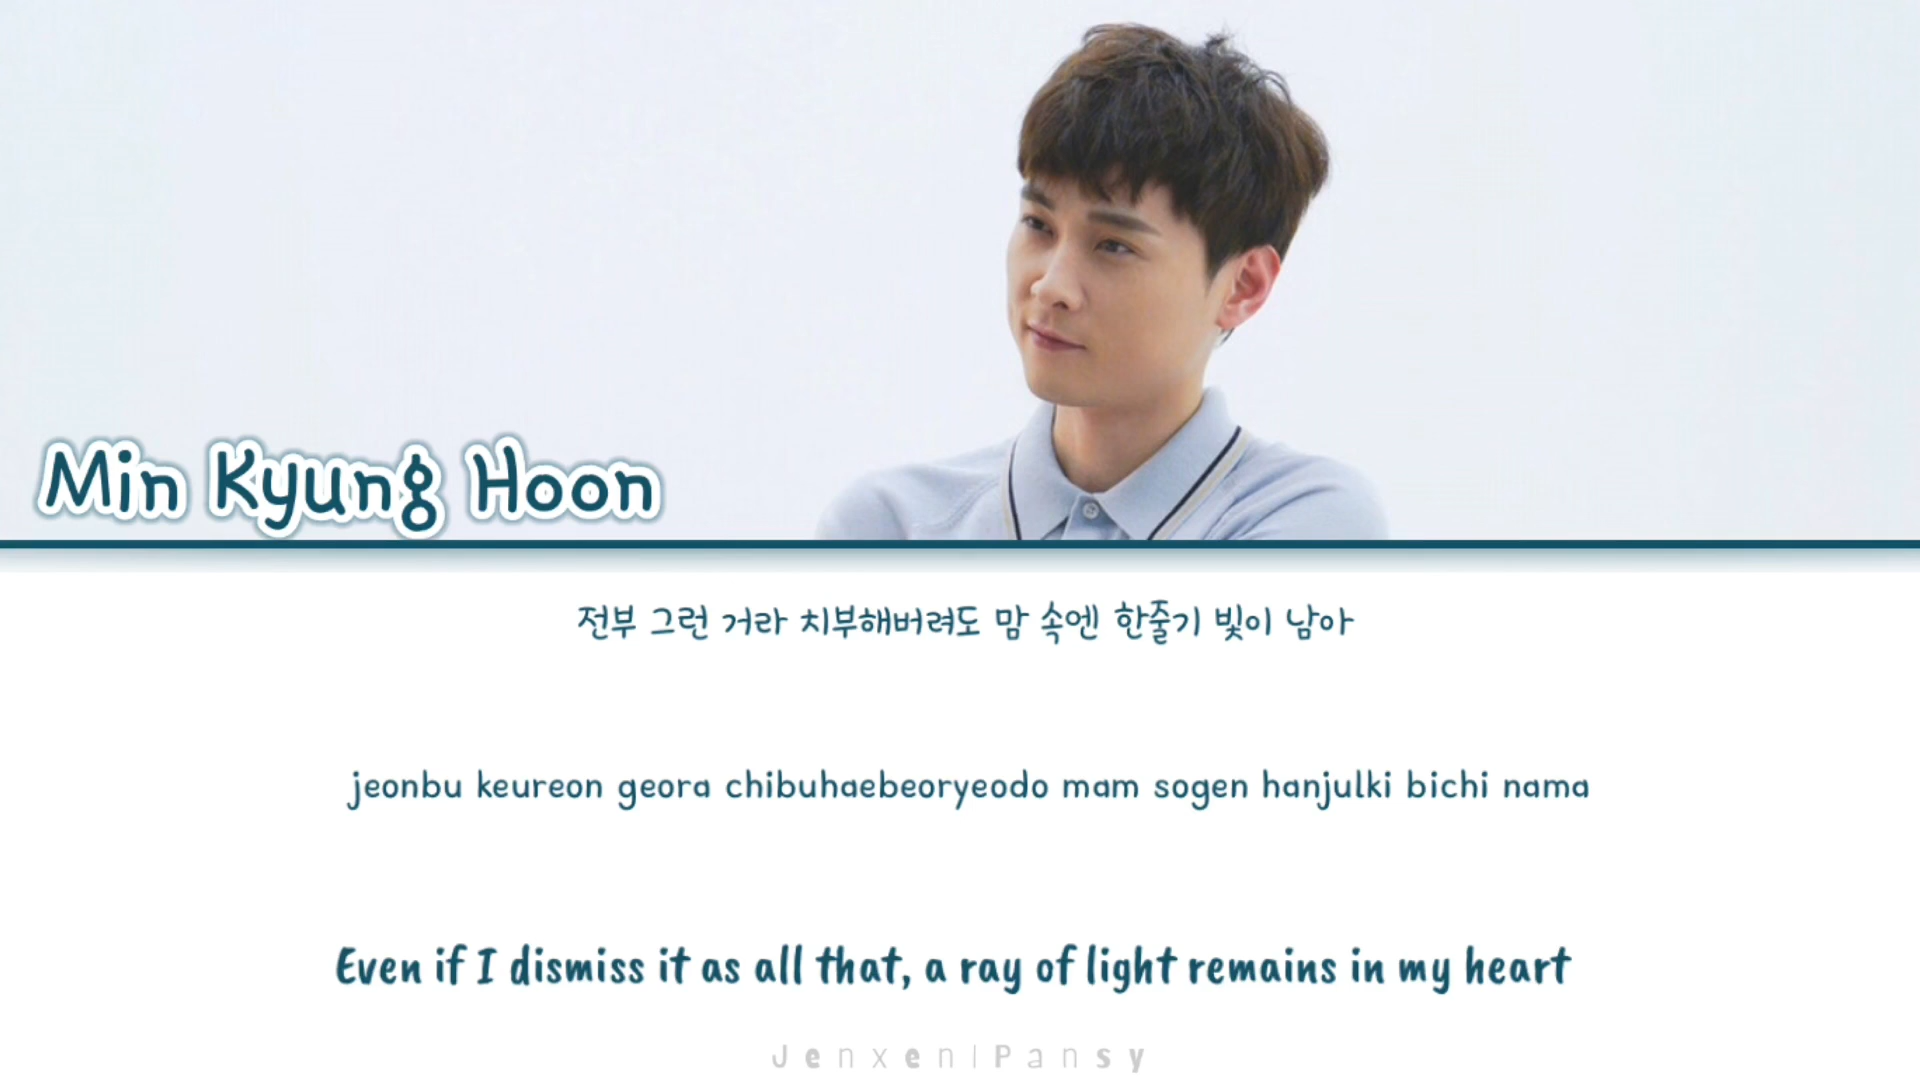 Min Kyung Hoon
전부 그런 거라 치부해버려도 맘 속엔 한줄기 빛이 남아
jeonbu keureon geora chibuhaebeoryeodo mam sogen hanjulki bichi nama
Even if I dismiss it as all that, a ray of light remains in my heart
Jenxen|Pansy